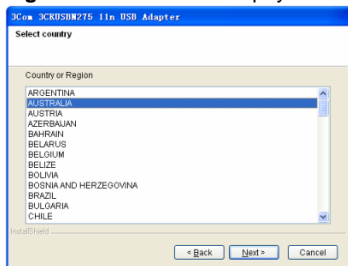 3Com 3CRUSBN275 11n USB Adapter
Select country
Country or Region
ARGENTINA
AUSTRALIA
AUSTRIA
AZERBAIJAN
BAHRAIN
BELARUS
BELGIUM
BELIZE
BOLIVIA
BOSNIA AND HERZEGOVINA
BRAZIL
BULGARIA
CHILE
InstallShield
< Back Next > Cancel